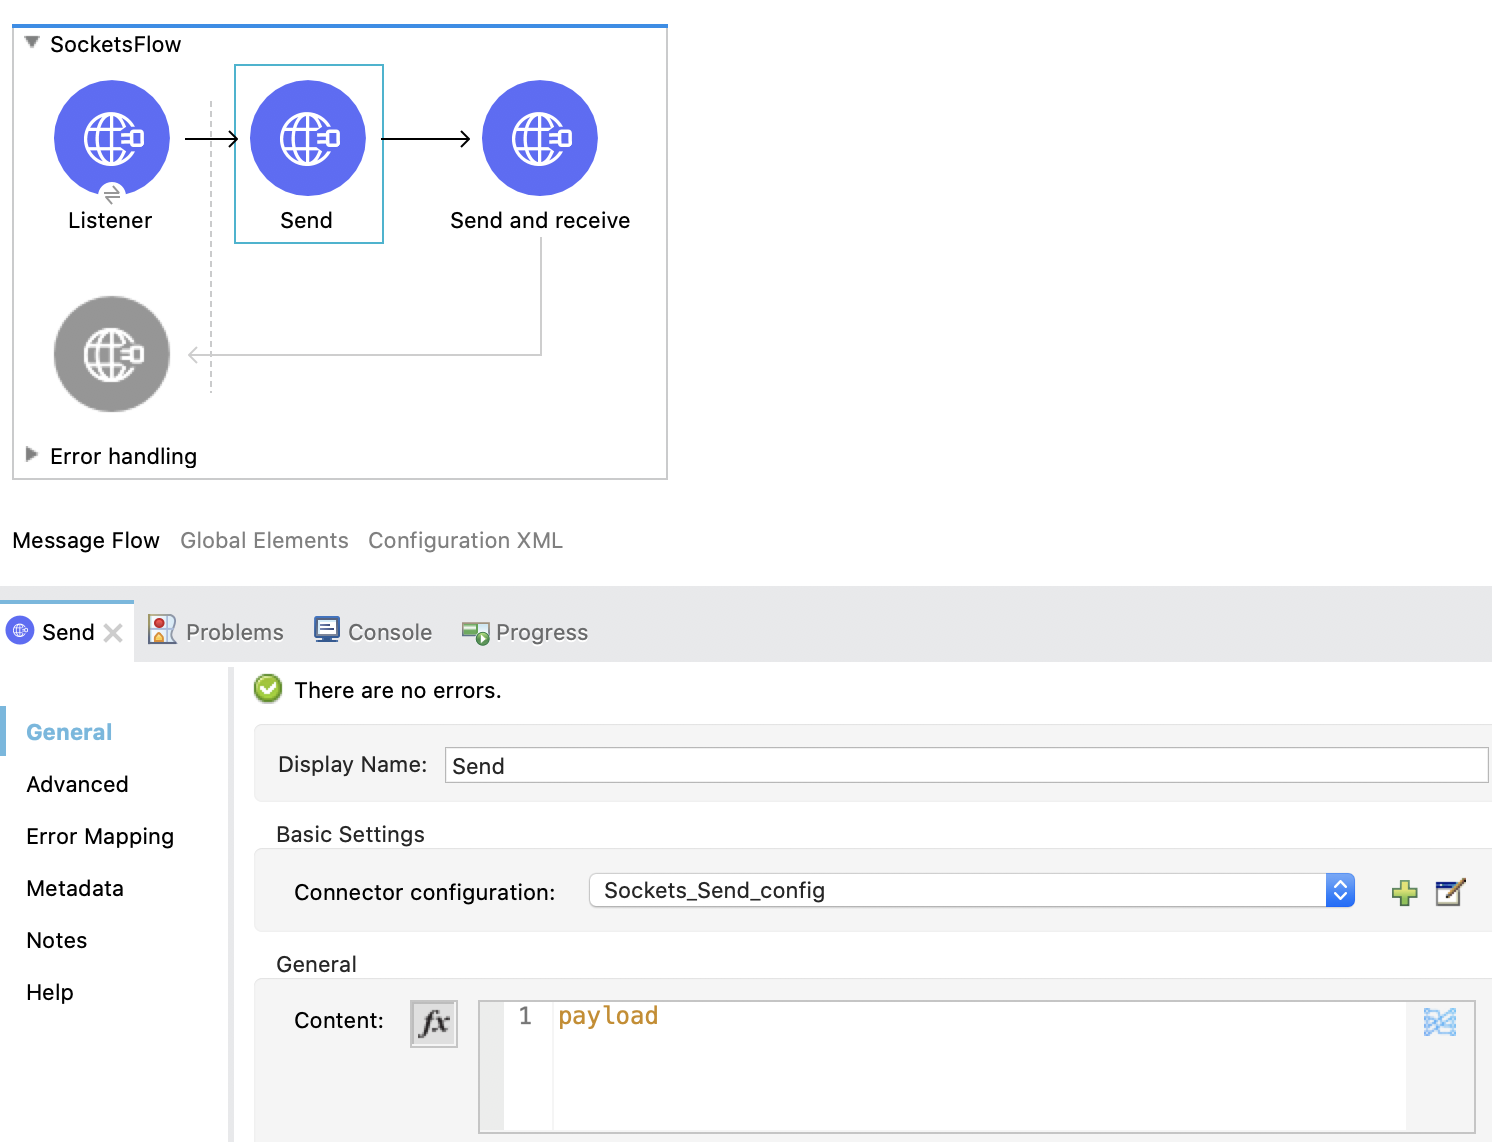 SocketsFlow
Listener
Send
Send and receive
Error handling
Message Flow Global Elements Configuration XML
Send Problems Console Progress
There are no errors.
General
Advanced
Error Mapping
Metadata
Notes
Help
Display Name: Send
Basic Settings
Connector configuration: Sockets_Send_config
General
Content: fx 1 payload